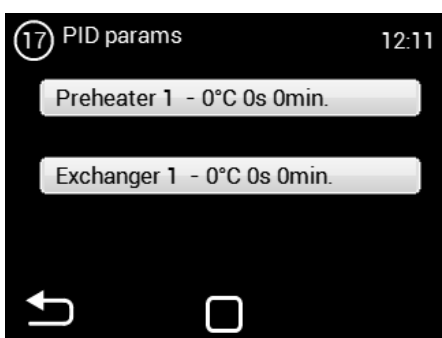 17 PID params 12:11
Preheater 1 - 0°C 0s 0min.
Exchanger 1 - 0°C 0s 0min.